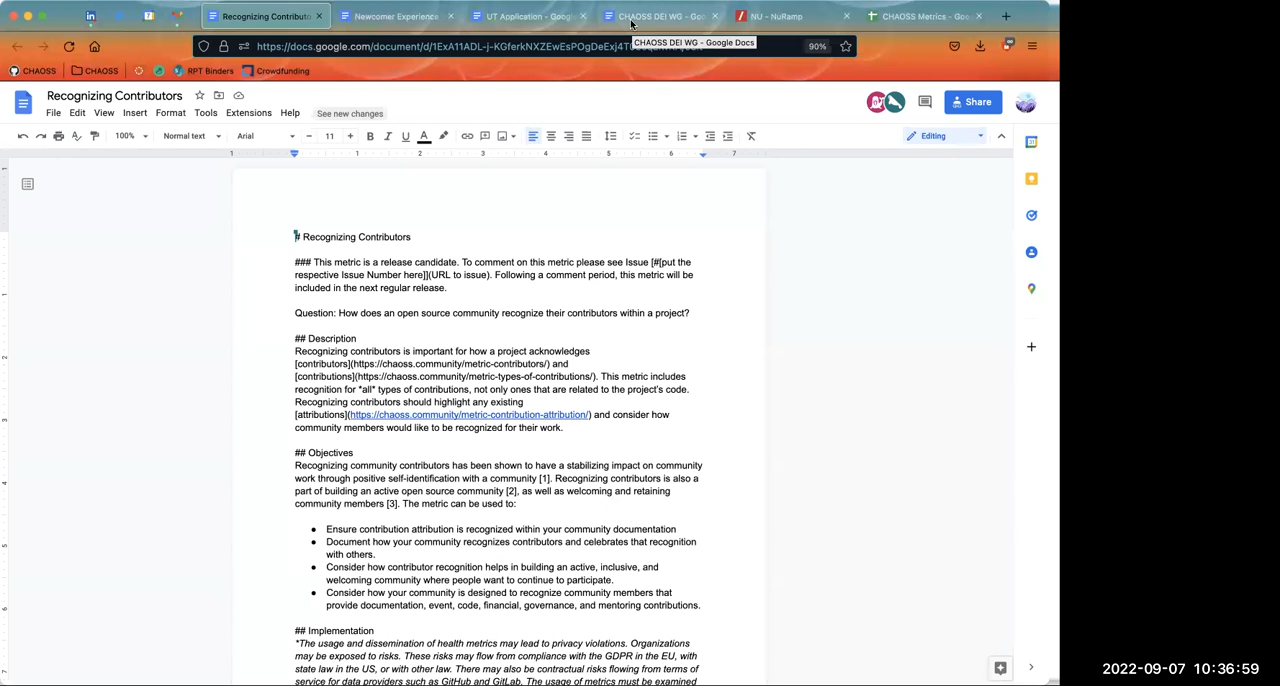 Recognizing Contributo
Newcomer Experience
UT Application - Goog
CHAOSS DEI WG - Goo
NU - NuRamp
CHAOSS Metrics - Goo
https://docs.google.com/document/d/1ExA11ADL-j-KGferkNXZEwEsPOgDeExj4T
90%
CHAOSS DEI WG - Google Docs
CHAOSS
CHAOSS
RPT Binders
Crowdfunding
Recognizing Contributors
Share
File Edit View Insert Format Extensions Tools Help
See new changes
100%
Normal text
Arial
11
Editing
# Recognizing Contributors
### This metric is a release candidate. To comment on this metric please see Issue [#[put the
respective Issue Number here]](URL to issue). Following a comment period, this metric will be
included in the next regular release.
Question: How does an open source community recognize their contributors within a project?
## Description
Recognizing contributors is important for how a project acknowledges
[contributors](https://chaoss.community/metric-contributors/) and
[contributions](https://chaoss.community/metric-types-of-contributions/). This metric includes
recognition for *all* types of contributions, not only ones that are related to the project's code.
Recognizing contributors should highlight any existing
[attributions](https://chaoss.community/metric-contribution-attribution/) and consider how
community members would like to be recognized for their work.
## Objectives
Recognizing community contributors has been shown to have a stabilizing impact on community
work through positive self-identification with a community [1]. Recognizing contributors is also a
part of building an active open source community [2], as well as welcoming and retaining
community members [3]. The metric can be used to:
● Ensure contribution attribution is recognized within your community documentation
● Document how your community recognizes contributors and celebrates that recognition
with others.
● Consider how contributor recognition helps in building an active, inclusive, and
welcoming community where people want to continue to participate.
● Consider how your community is designed to recognize community members that
provide documentation, event, code, financial, governance, and mentoring contributions.
## Implementation
*The usage and dissemination of health metrics may lead to privacy violations. Organizations
may be exposed to risks. These risks may flow from compliance with the GDPR in the EU, with
state law in the US, or with other law. There may also be contractual risks flowing from terms of
service for data providers such as GitHub and GitLab. The usage of metrics must be examined
2022-09-07 10:36:59